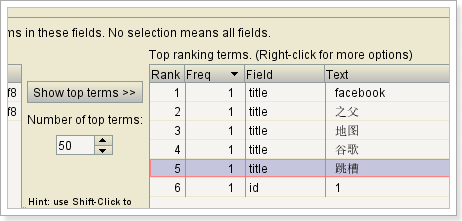 ms in these fields. No selection means all fields.
Top ranking terms. (Right-click for more options)
Rank Freq Field Text
f8 1 1 title facebook
Show top terms >>
f8 2 1 title 之父
Number of top terms:
3 1 title 地图
50
4 1 title 谷歌
5 1 title 跳槽
6 1 id 1
Hint: use Shift-Click to